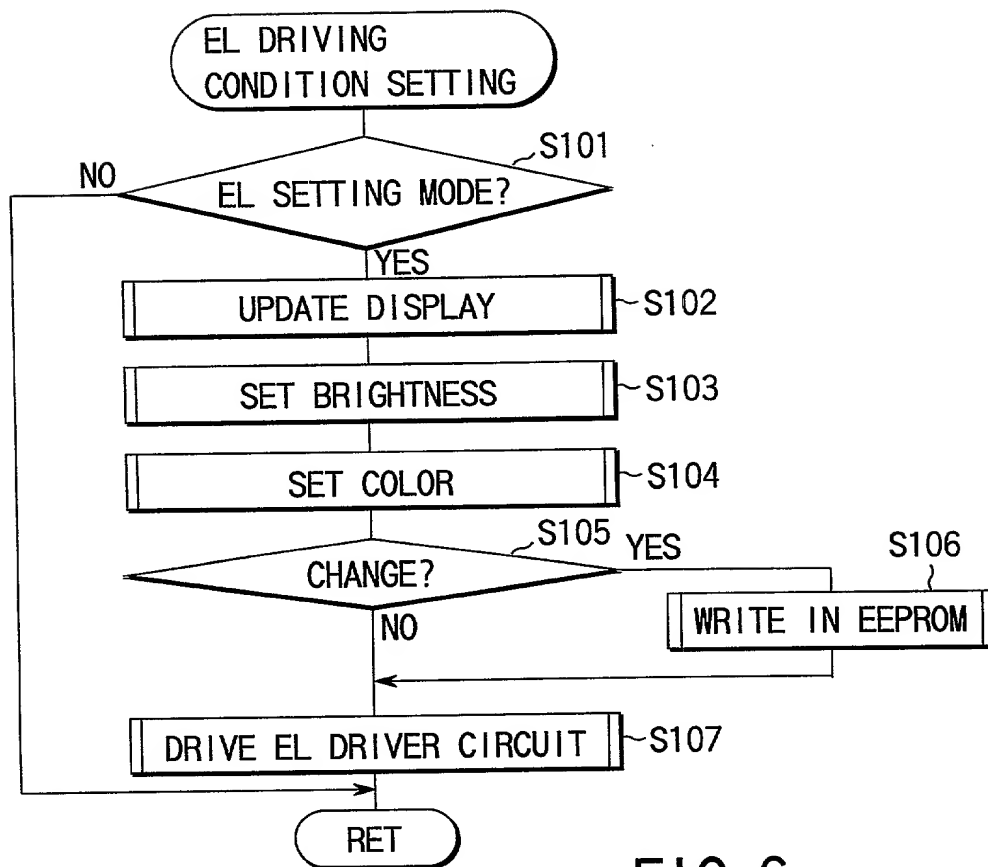 EL DRIVING
CONDITION SETTING
S101
NO
EL SETTING MODE?
YES
UPDATE DISPLAY
S102
SET BRIGHTNESS
S103
SET COLOR
S104
S105
CHANGE?
YES
S106
NO
WRITE IN EEPROM
DRIVE EL DRIVER CIRCUIT
S107
RET